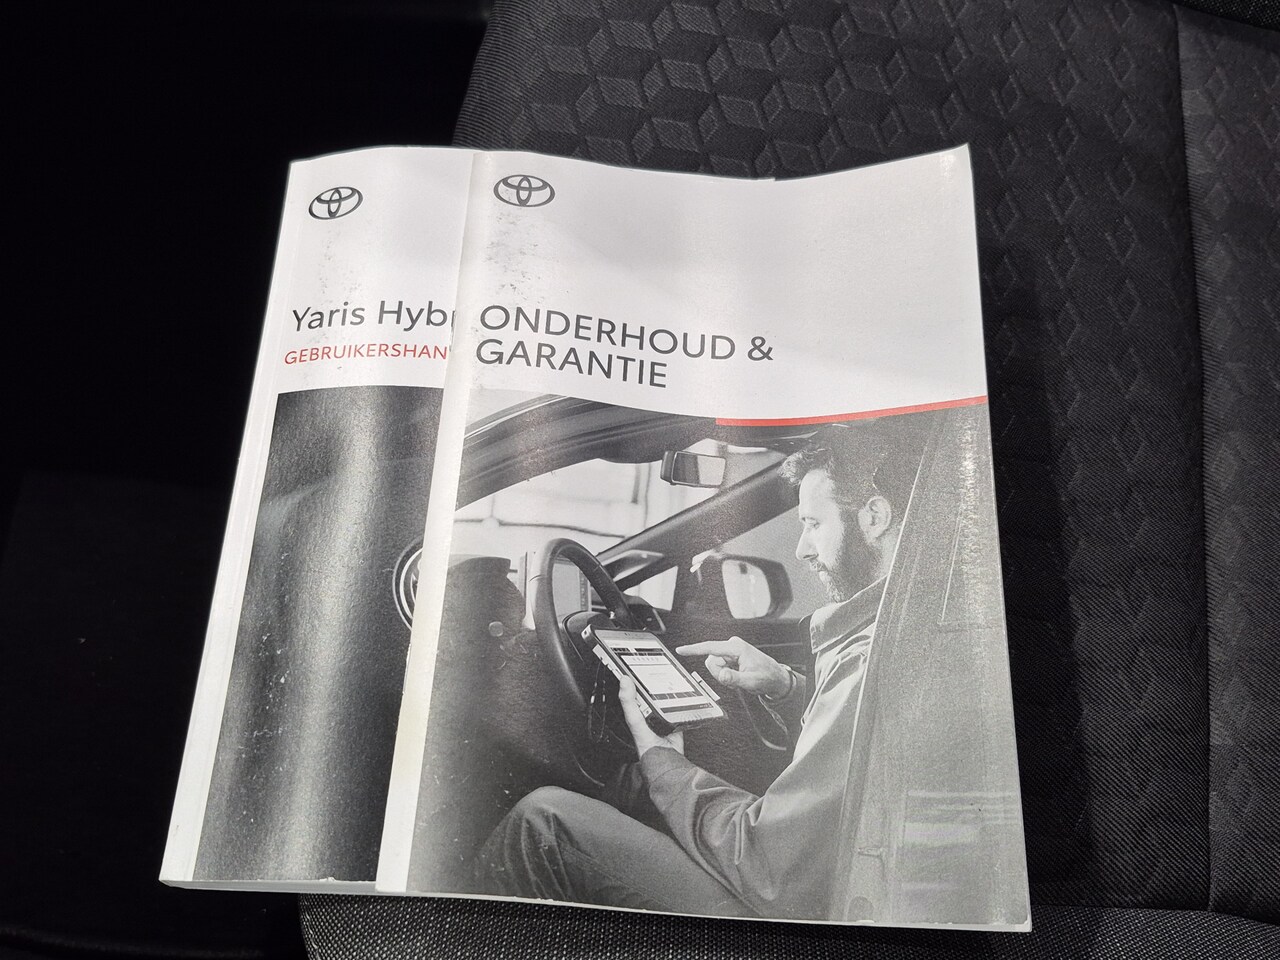 Yaris Hyb
GEBRUIKERSHAN
ONDERHOUD &
GARANTIE